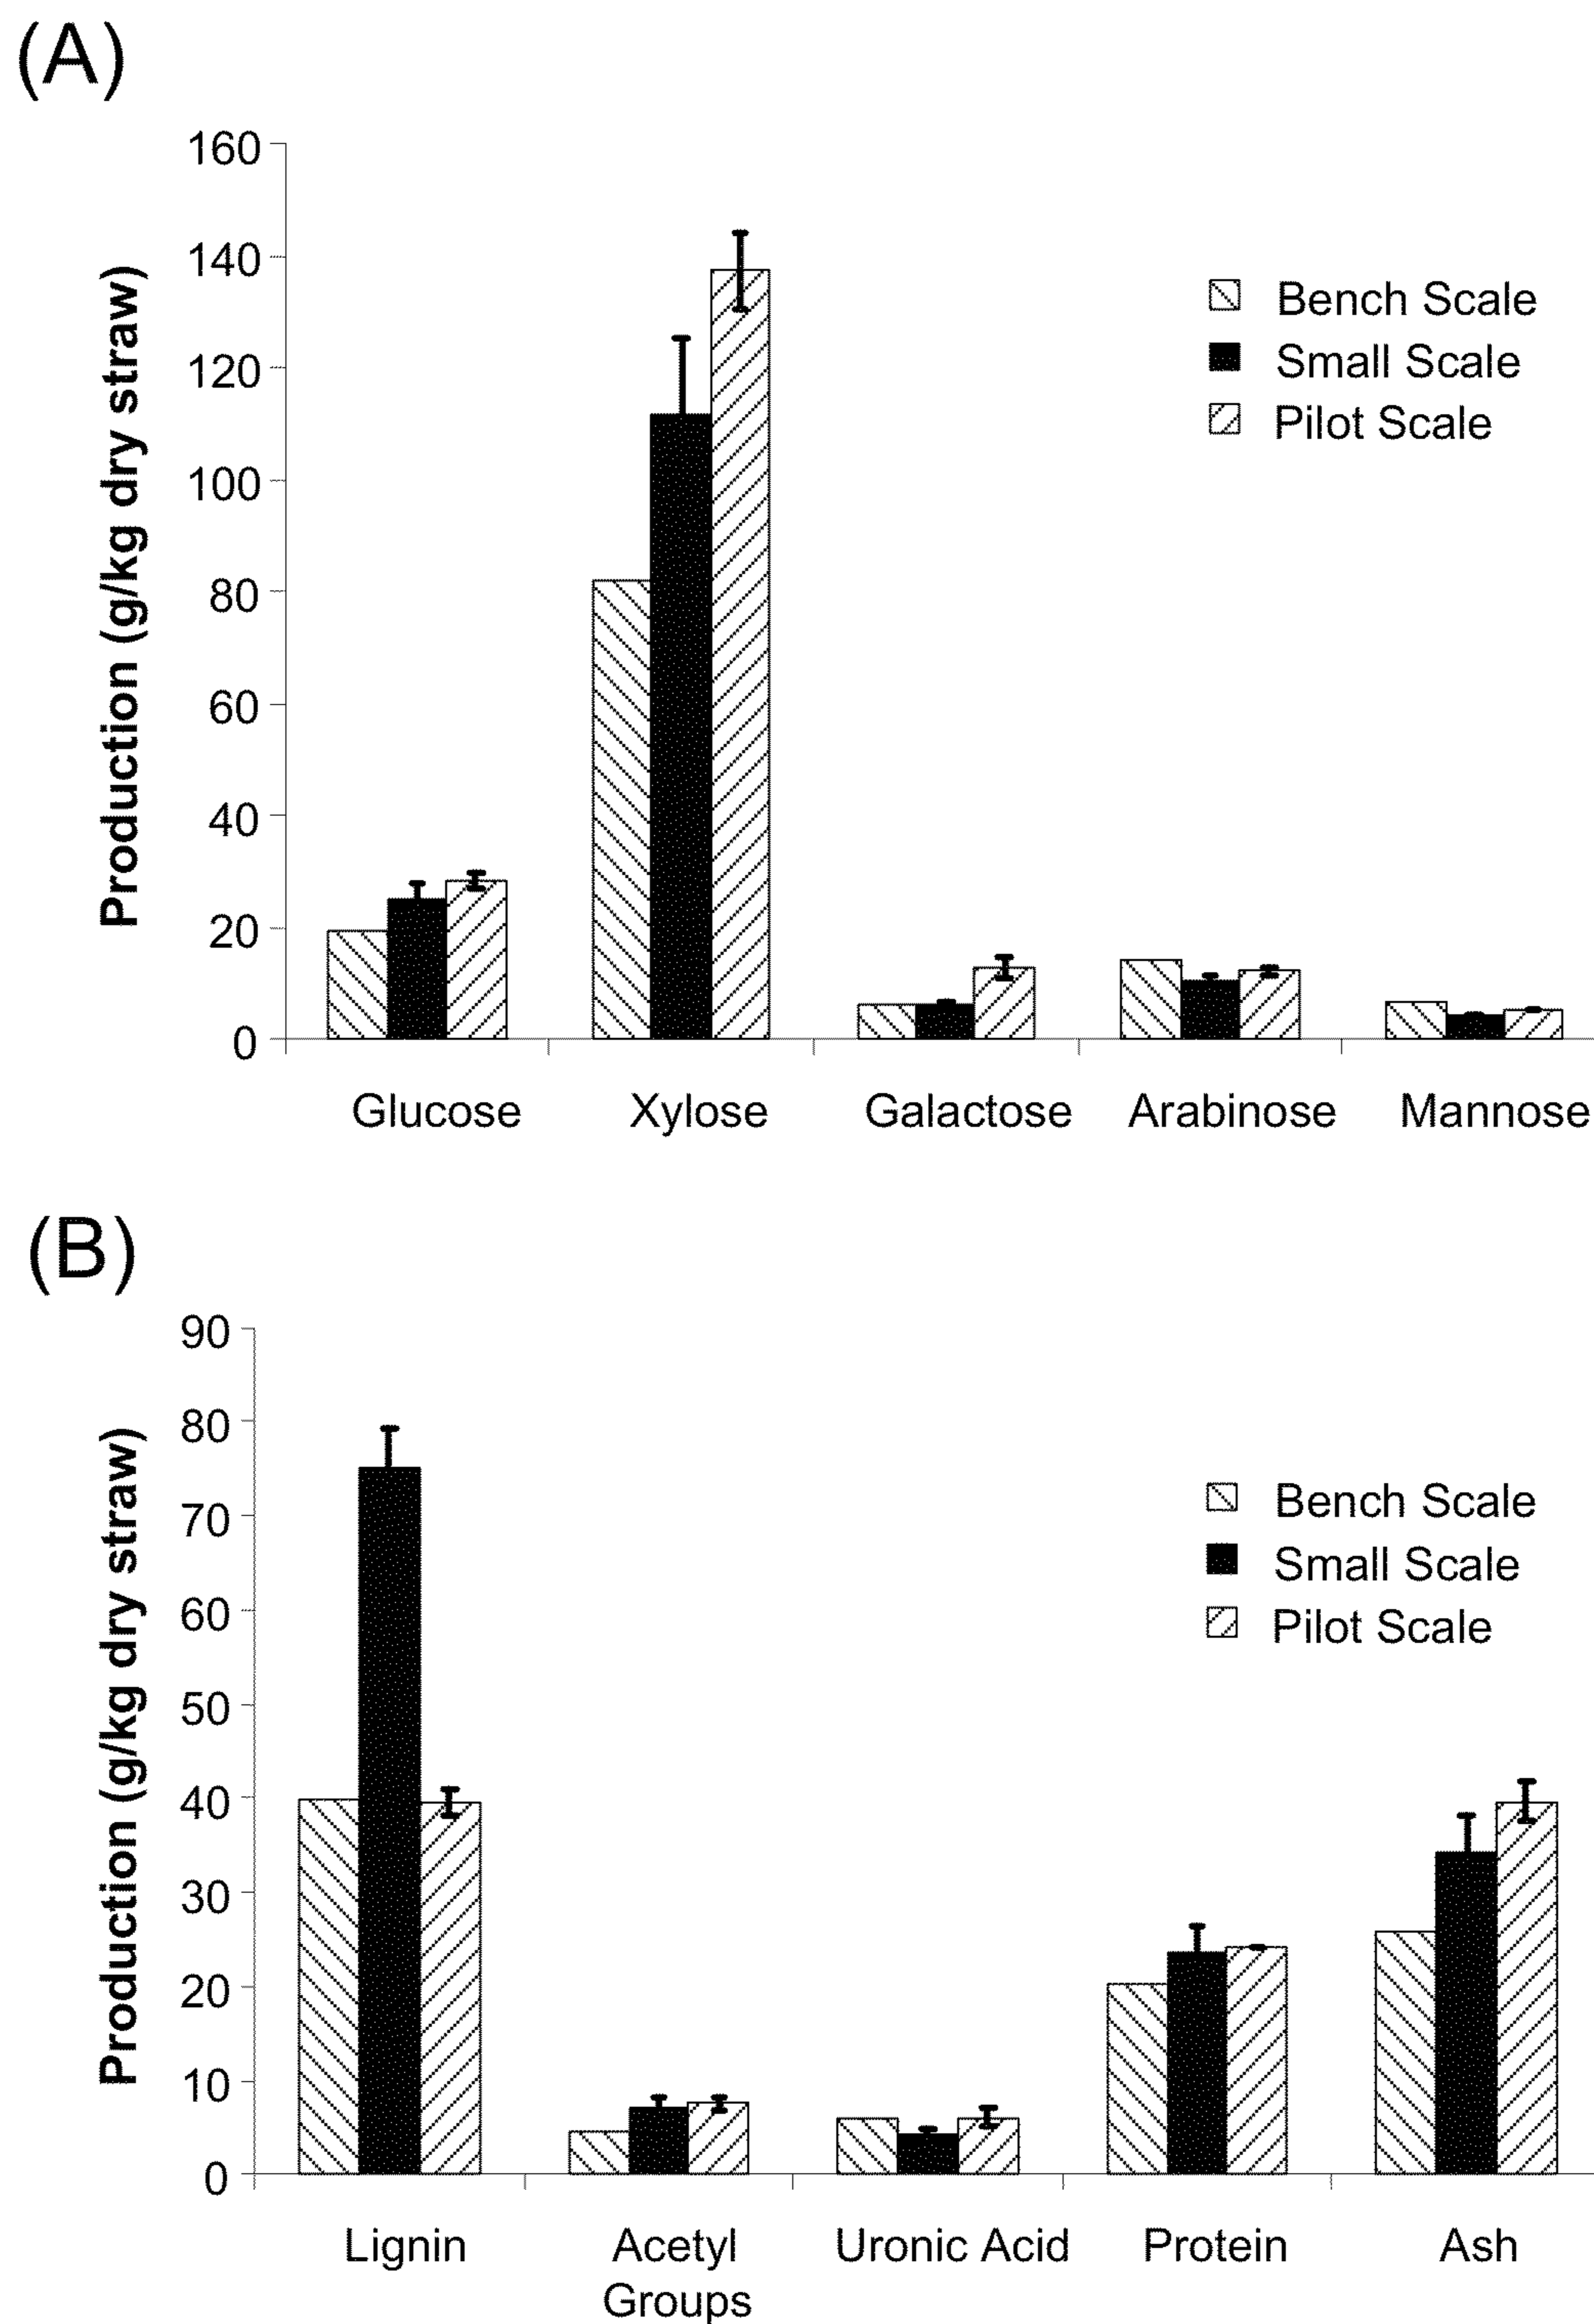 (A)
Production (g/kg dry straw)
160
140
120
100
80
60
40
20
0
Bench Scale
Small Scale
Pilot Scale
Glucose Xylose Galactose Arabinose Mannose
(B)
Production (g/kg dry straw)
90
80
70
60
50
40
30
20
10
0
Bench Scale
Small Scale
Pilot Scale
Lignin Acetyl Uronic Acid Protein Ash
Groups